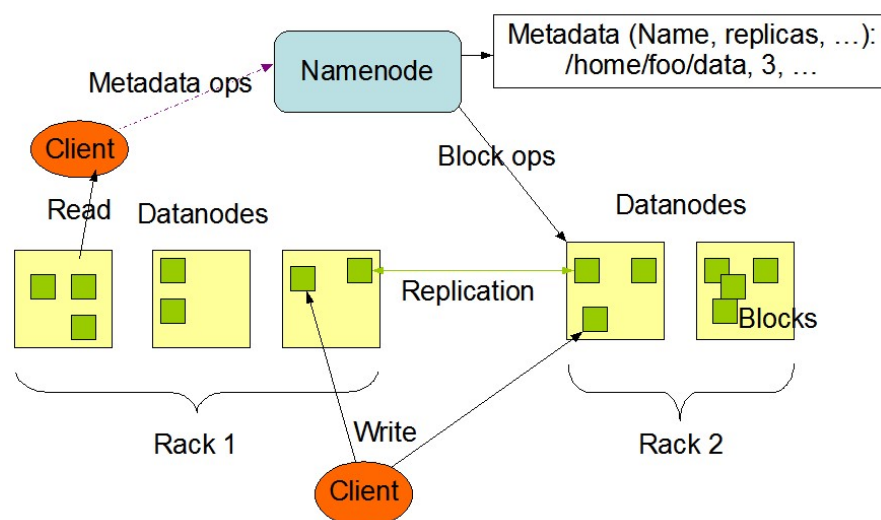 Metadata (Name, replicas, …):
/home/foo/data, 3, …
Namenode
Metadata ops
Client
Block ops
Read
Datanodes
Datanodes
Replication
Blocks
Rack 1
Write
Rack 2
Client